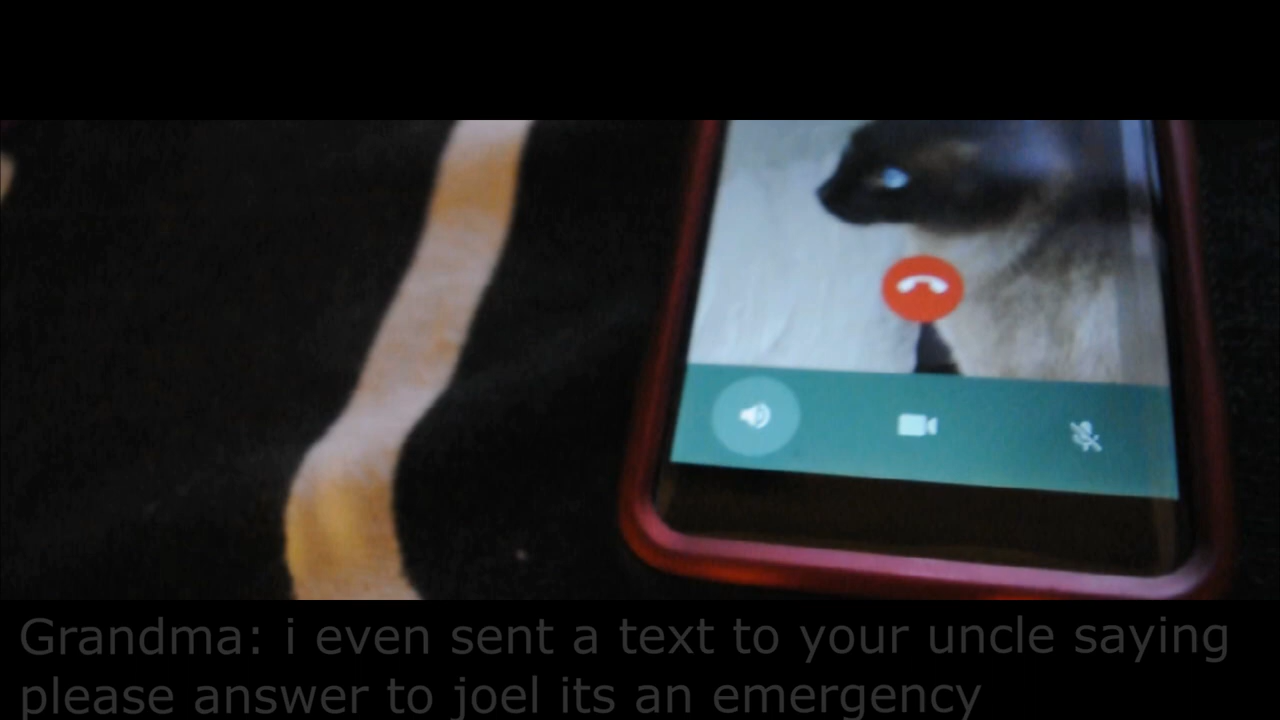 Grandma: i even sent a text to your uncle saying
please answer to joel its an emergency